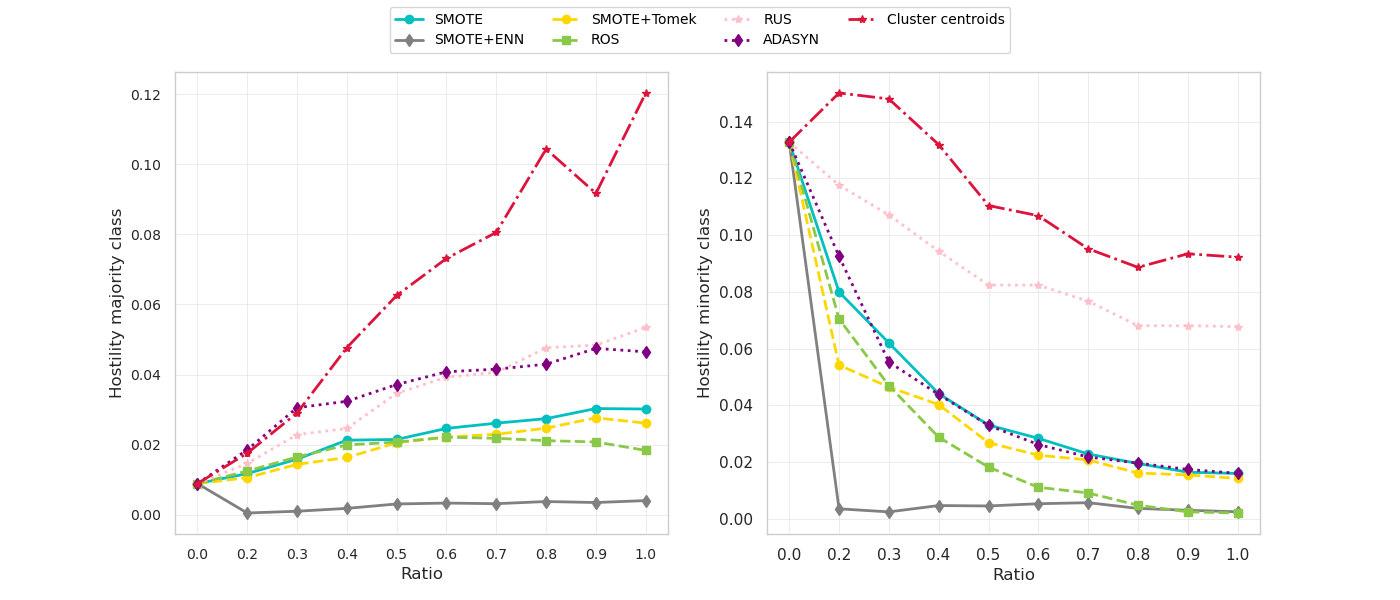 SMOTE SMOTE+Tomek RUS Cluster centroids
SMOTE+ENN ROS ADASYN
Hostility majority class
0.12
0.10
0.08
0.06
0.04
0.02
0.00
0.0 0.2 0.3 0.4 0.5 0.6 0.7 0.8 0.9 1.0
Ratio
Hostility minority class
0.14
0.12
0.10
0.08
0.06
0.04
0.02
0.00
0.0 0.2 0.3 0.4 0.5 0.6 0.7 0.8 0.9 1.0
Ratio